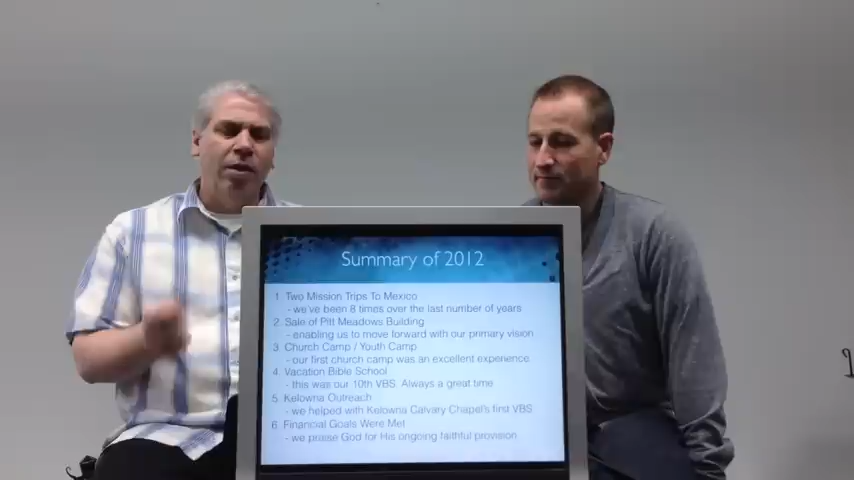 Summary of 2012
1 Two Mission Trips To Mexico
- we've been 8 times over the last number of years
2 Sale of Pitt Meadows Building
- enabling us to move forward with our primary vision
3 Church Camp / Youth Camp
- our first church camp was an excellent experience
4 Vacation Bible School
- this was our 10th VBS. Always a great time
5 Kelowna Outreach
- we helped with Kelowna Calvary Chapel's first VBS
6 Financial Goals Were Met
- we praise God for His ongoing faithful provision